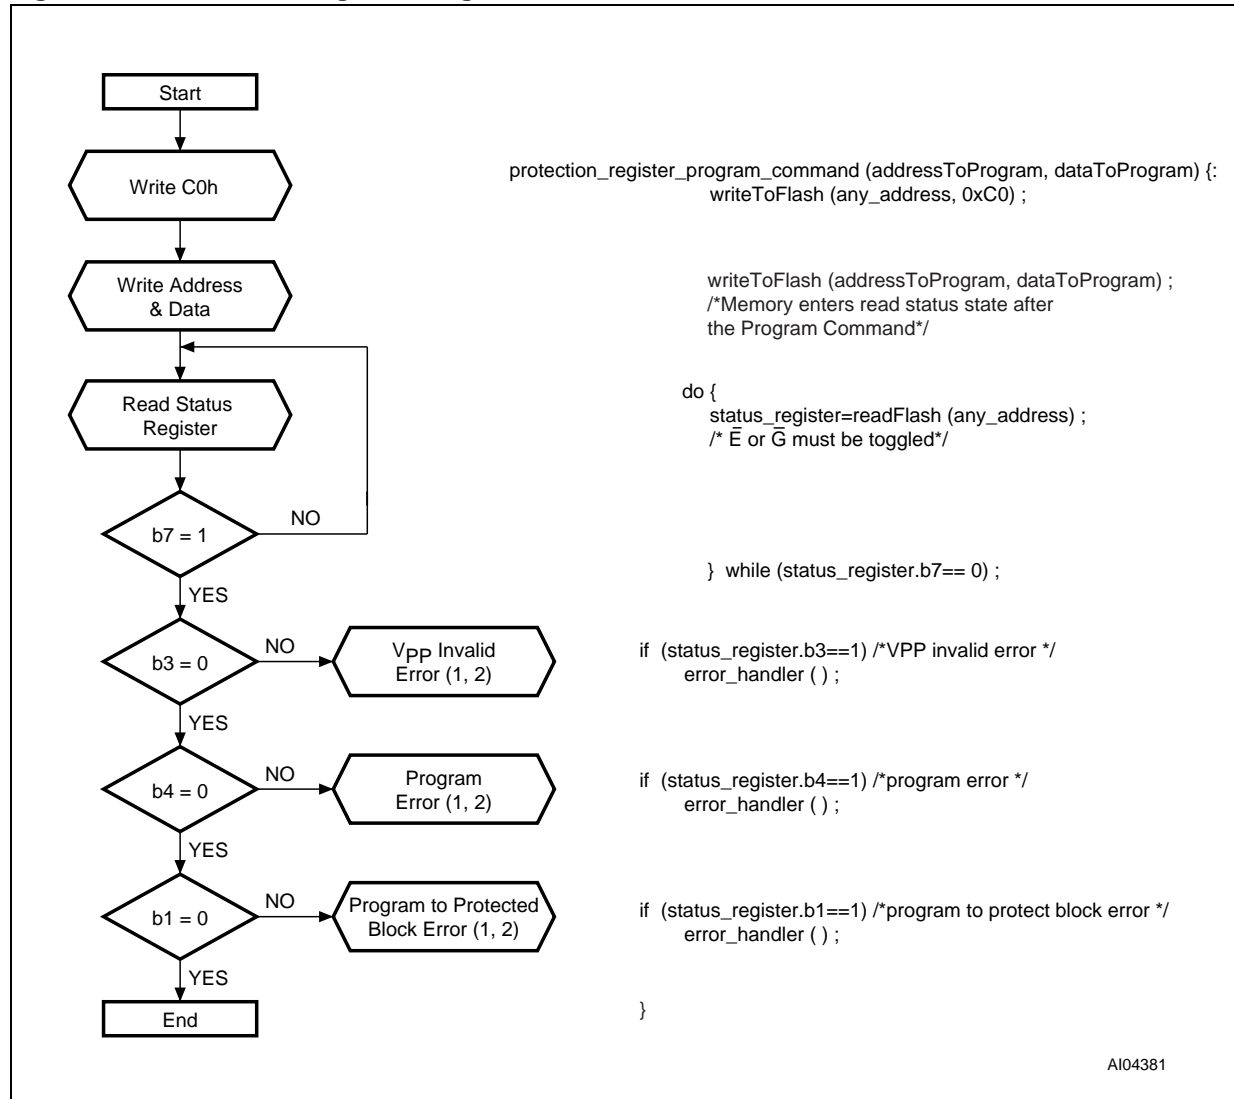 Start
Write C0h
protection_register_program_command (addressToProgram, dataToProgram) {:
writeToFlash (any_address, 0xC0) ;
Write Address
& Data
writeToFlash (addressToProgram, dataToProgram) ;
/*Memory enters read status state after
the Program Command*/
Read Status
Register
do {
status_register=readFlash (any_address) ;
/* E̅ or G̅ must be toggled*/
b7 = 1
NO
YES
} while (status_register.b7== 0) ;
b3 = 0
NO
YES
VPP Invalid
Error (1, 2)
if (status_register.b3==1) /*VPP invalid error */
error_handler ( ) ;
b4 = 0
NO
YES
Program
Error (1, 2)
if (status_register.b4==1) /*program error */
error_handler ( ) ;
b1 = 0
NO
YES
Program to Protected
Block Error (1, 2)
if (status_register.b1==1) /*program to protect block error */
error_handler ( ) ;
End
}
AI04381